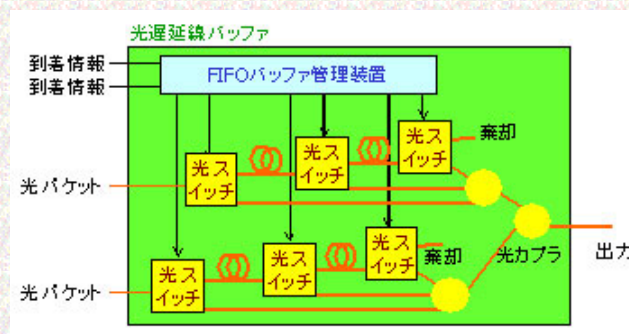 光遅延線バッファ
到着情報
到着情報
FIFOバッファ管理装置
光ス
イッチ
棄却
光ス
イッチ
光ス
イッチ
光パケット
光ス
イッチ
棄却
光カプラ
出力
光ス
イッチ
光ス
イッチ
光パケット